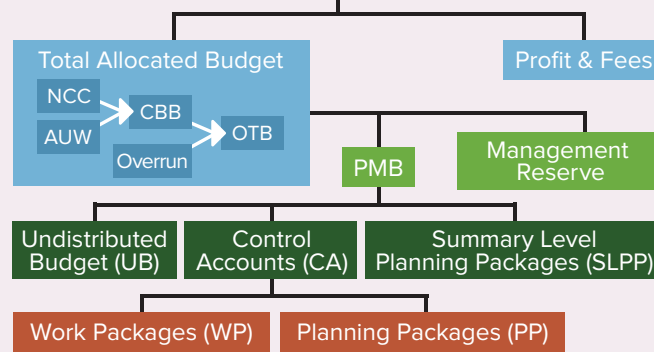 Total Allocated Budget
Profit & Fees
NCC
CBB
AUW
OTB
Overrun
PMB
Management
Reserve
Undistributed
Budget (UB)
Control
Accounts (CA)
Summary Level
Planning Packages (SLPP)
Work Packages (WP)
Planning Packages (PP)